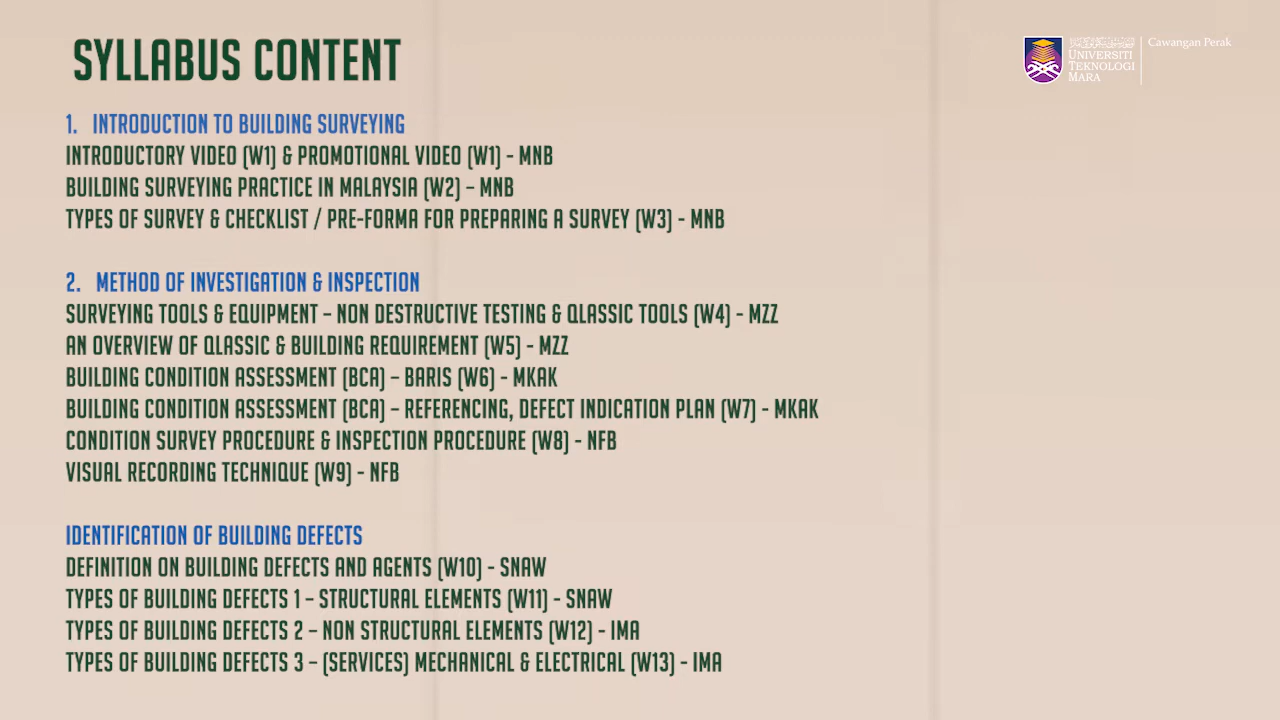 SYLLABUS CONTENT
UNIVERSITI
TEKNOLOGI
MARA
Cawangan Perak
1. INTRODUCTION TO BUILDING SURVEYING
INTRODUCTORY VIDEO (W1) & PROMOTIONAL VIDEO (W1) - MNB
BUILDING SURVEYING PRACTICE IN MALAYSIA (W2) – MNB
TYPES OF SURVEY & CHECKLIST / PRE-FORMA FOR PREPARING A SURVEY (W3) - MNB
2. METHOD OF INVESTIGATION & INSPECTION
SURVEYING TOOLS & EQUIPMENT – NON DESTRUCTIVE TESTING & QLASSIC TOOLS (W4) - MZZ
AN OVERVIEW OF QLASSIC & BUILDING REQUIREMENT (W5) - MZZ
BUILDING CONDITION ASSESSMENT (BCA) – BARIS (W6) - MKAK
BUILDING CONDITION ASSESSMENT (BCA) – REFERENCING, DEFECT INDICATION PLAN (W7) - MKAK
CONDITION SURVEY PROCEDURE & INSPECTION PROCEDURE (W8) - NFB
VISUAL RECORDING TECHNIQUE (W9) - NFB
IDENTIFICATION OF BUILDING DEFECTS
DEFINITION ON BUILDING DEFECTS AND AGENTS (W10) - SNAW
TYPES OF BUILDING DEFECTS 1 – STRUCTURAL ELEMENTS (W11) - SNAW
TYPES OF BUILDING DEFECTS 2 – NON STRUCTURAL ELEMENTS (W12) - IMA
TYPES OF BUILDING DEFECTS 3 – (SERVICES) MECHANICAL & ELECTRICAL (W13) - IMA